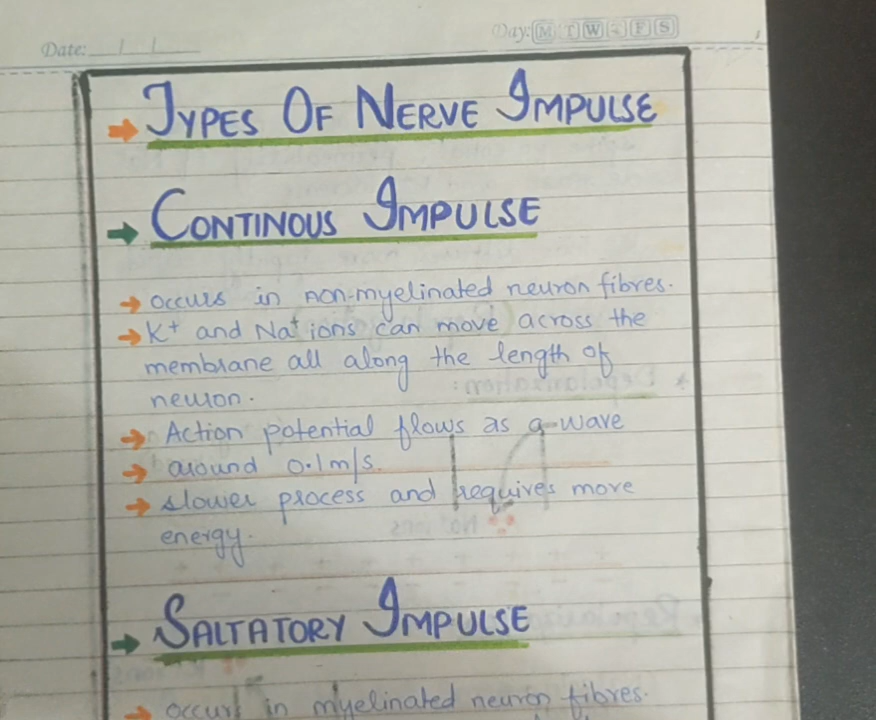 Date: / /
Day: M T W F S
TYPES OF NERVE IMPULSE
CONTINOUS IMPULSE
occurs in non-myelinated neuron fibres.
K+ and Na+ ions can move across the
membrane all along the length of
neuron.
Action potential flows as a wave
around 0.1m/s.
slower process and requires more
energy.
SALTATORY IMPULSE
occurs in myelinated neuron fibres.